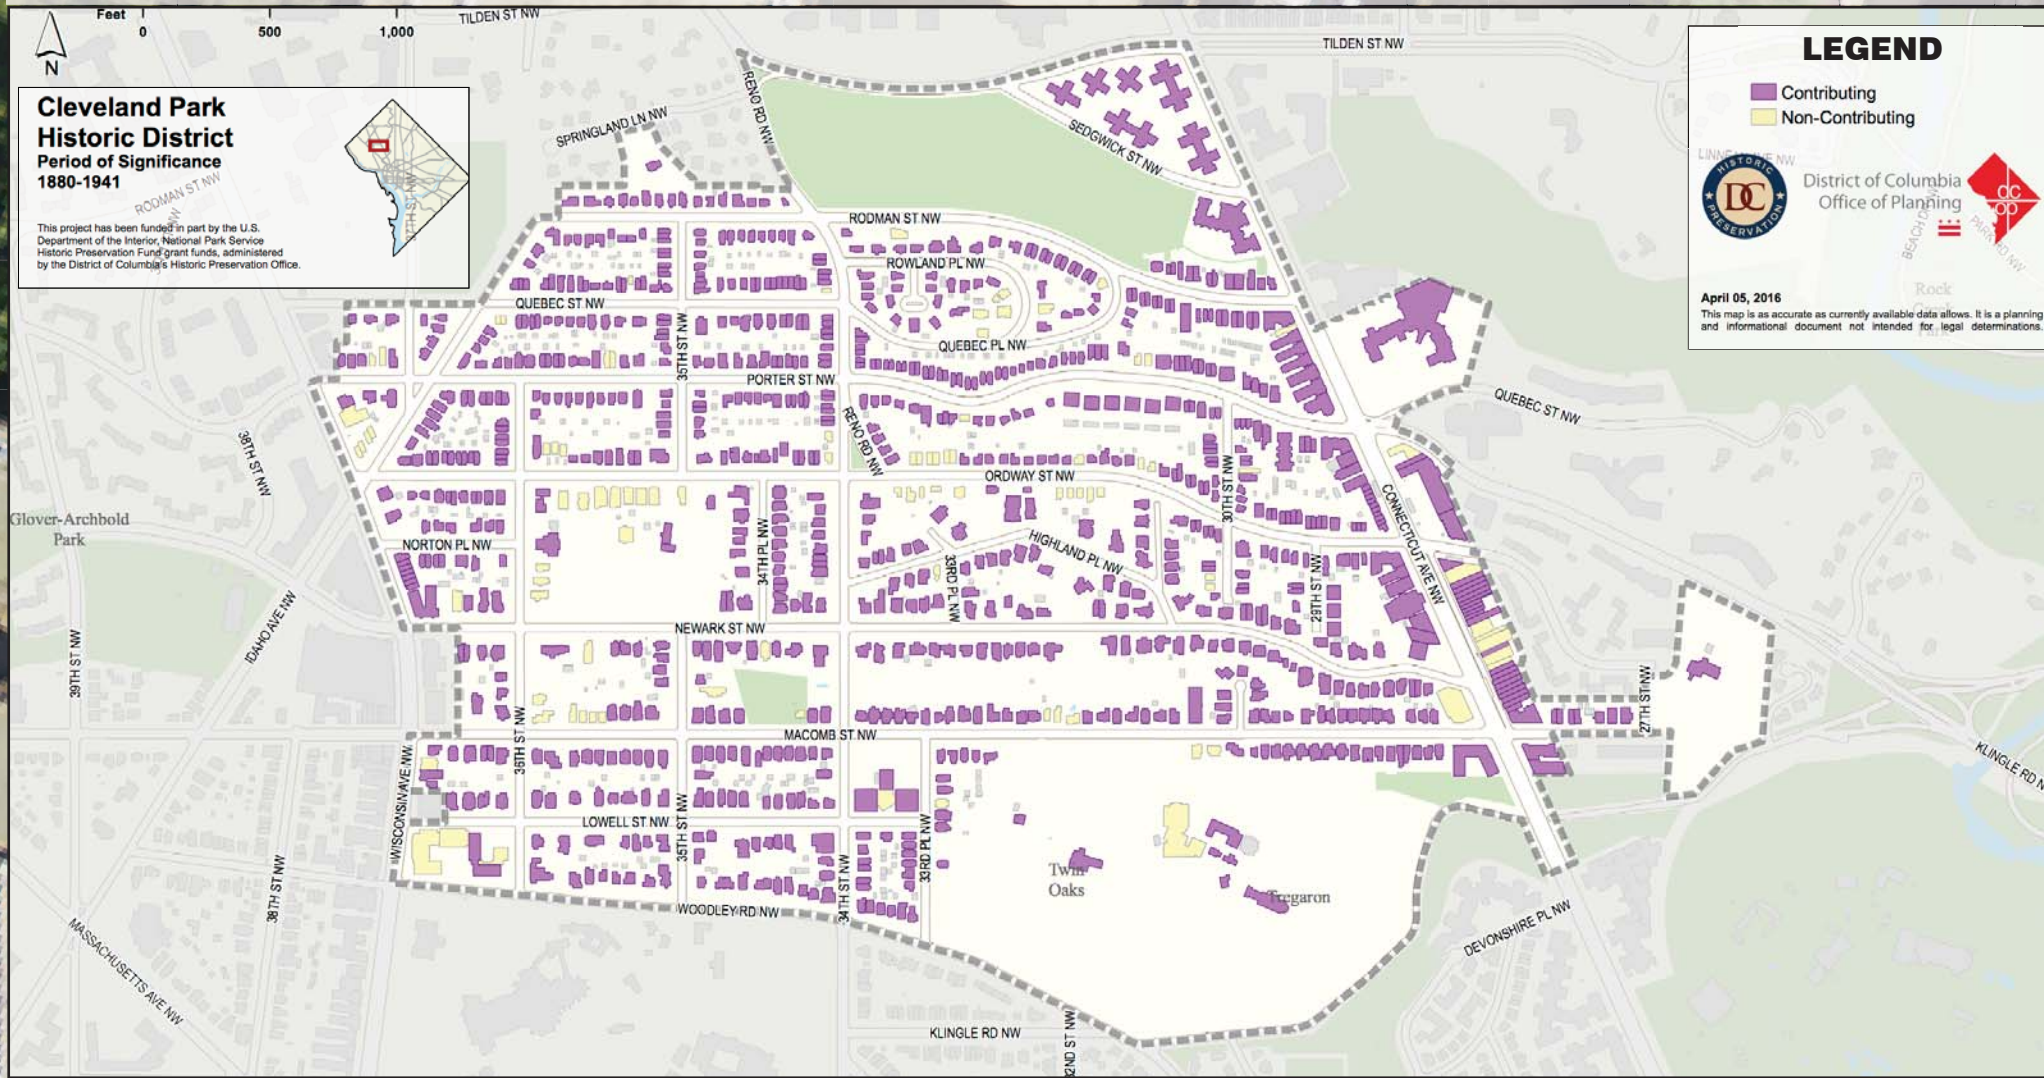 Feet
0
500
1,000
N
Cleveland Park
Historic District
Period of Significance
1880-1941
This project has been funded in part by the U.S.
Department of the Interior, National Park Service
Historic Preservation Fund grant funds, administered
by the District of Columbia's Historic Preservation Office.
LEGEND
Contributing
Non-Contributing
HISTORIC
DC
PRESERVATION
District of Columbia
Office of Planning
dc
op
April 05, 2016
This map is as accurate as currently available data allows. It is a planning
and informational document not intended for legal determinations.
TILDEN ST NW
TILDEN ST NW
RENO RD NW
SPRINGLAND LN NW
SEDGWICK ST NW
RODMAN ST NW
RODMAN ST NW
ROWLAND PL NW
QUEBEC ST NW
QUEBEC PL NW
35TH ST NW
PORTER ST NW
QUEBEC ST NW
RENO RD NW
38TH ST NW
ORDWAY ST NW
30TH ST NW
CONNECTICUT AVE NW
Glover-Archbold
Park
NORTON PL NW
34TH PL NW
33RD PL NW
HIGHLAND PL NW
29TH ST NW
IDAHO AVE NW
39TH ST NW
NEWARK ST NW
27TH ST NW
36TH ST NW
MACOMB ST NW
KLINGLE RD N
WISCONSIN AVE NW
LOWELL ST NW
35TH ST NW
33RD PL NW
34TH ST NW
38TH ST NW
Twin
Oaks
Tregaron
WOODLEY RD NW
DEVONSHIRE PL NW
MASSACHUSETTS AVE NW
KLINGLE RD NW
32ND ST NW
Rock